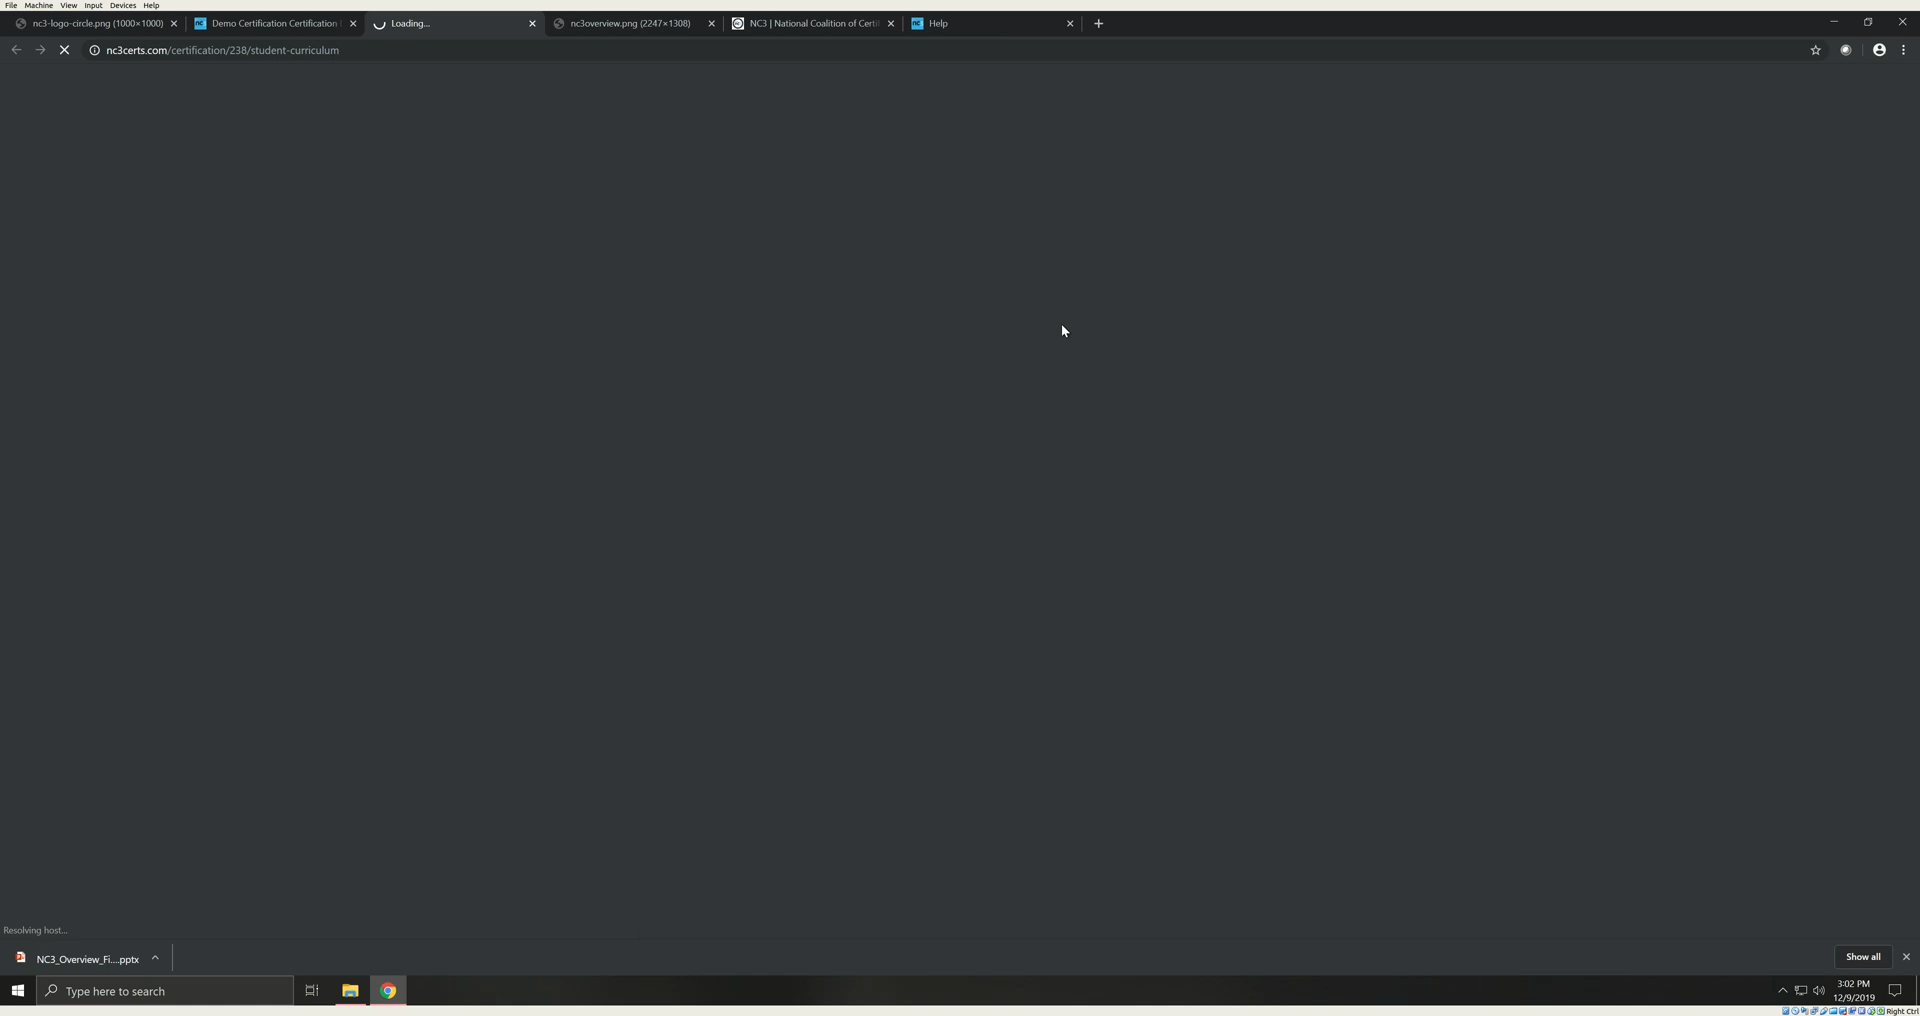 File Machine View Input Devices Help
nc3-logo-circle.png (1000×1000)
Demo Certification Certification
Loading...
nc3overview.png (2247×1308)
NC3 | National Coalition of Certif
Help
nc3certs.com/certification/238/student-curriculum
Resolving host...
NC3_Overview_Fi....pptx
Show all
Type here to search
3:02 PM
12/9/2019
Right Ctrl